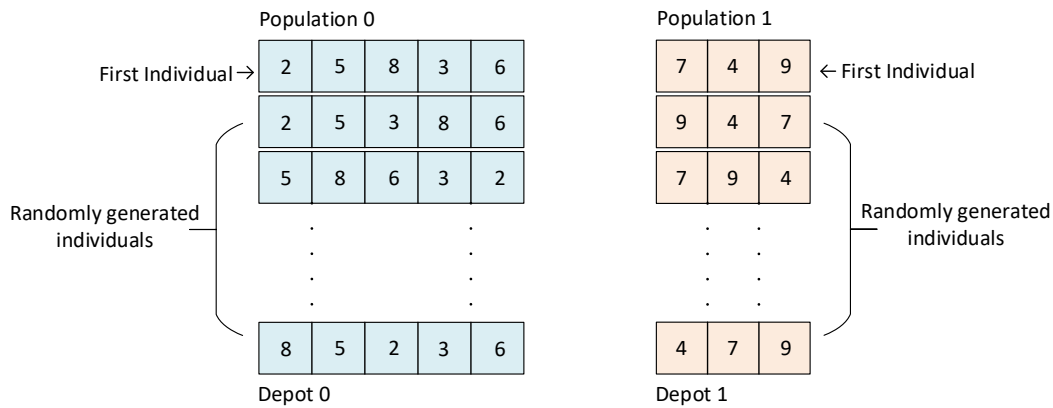 Population 0
Population 1
First Individual
2 5 8 3 6
7 4 9
First Individual
2 5 3 8 6
9 4 7
5 8 6 3 2
7 9 4
Randomly generated
individuals
Randomly generated
individuals
8 5 2 3 6
4 7 9
Depot 0
Depot 1